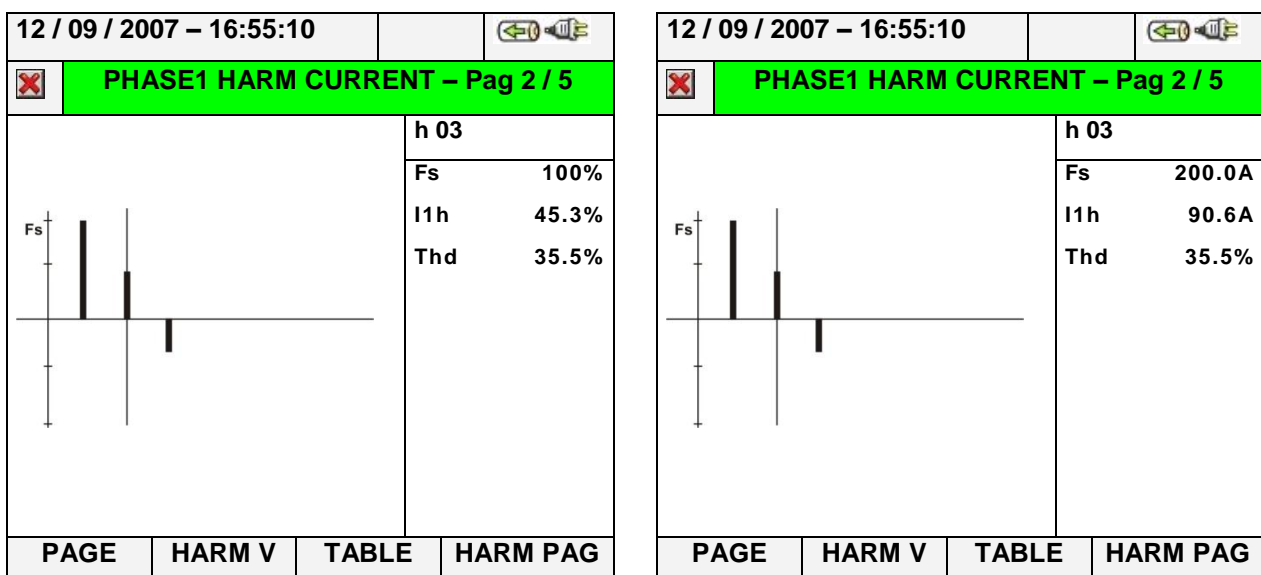 12 / 09 / 2007 – 16:55:10
PHASE1 HARM CURRENT – Pag 2 / 5
h 03
Fs 100%
I1h 45.3%
Thd 35.5%
Fs
PAGE HARM V TABLE HARM PAG
12 / 09 / 2007 – 16:55:10
PHASE1 HARM CURRENT – Pag 2 / 5
h 03
Fs 200.0A
I1h 90.6A
Thd 35.5%
Fs
PAGE HARM V TABLE HARM PAG